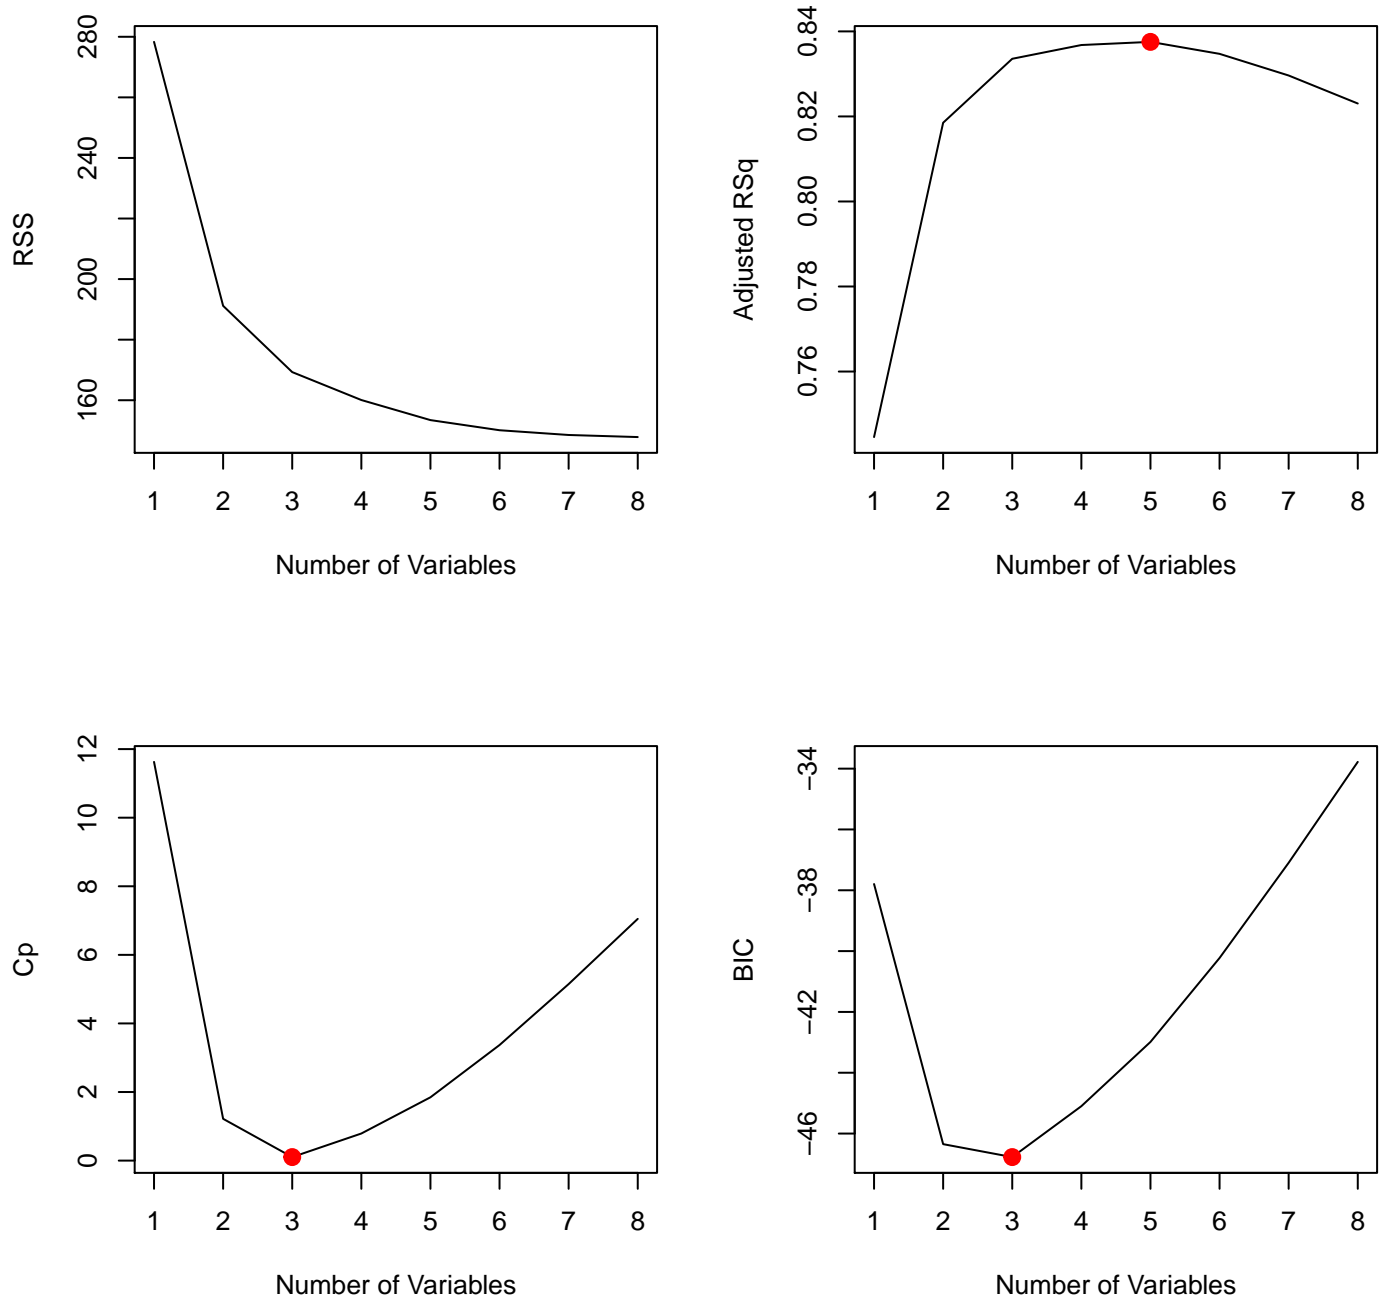 280
240
200
160
RSS
1 2 3 4 5 6 7 8
Number of Variables
0.84
0.82
0.80
0.78
0.76
Adjusted RSq
1 2 3 4 5 6 7 8
Number of Variables
12
10
8
6
4
2
0
Cp
1 2 3 4 5 6 7 8
Number of Variables
−34
−38
−42
−46
BIC
1 2 3 4 5 6 7 8
Number of Variables